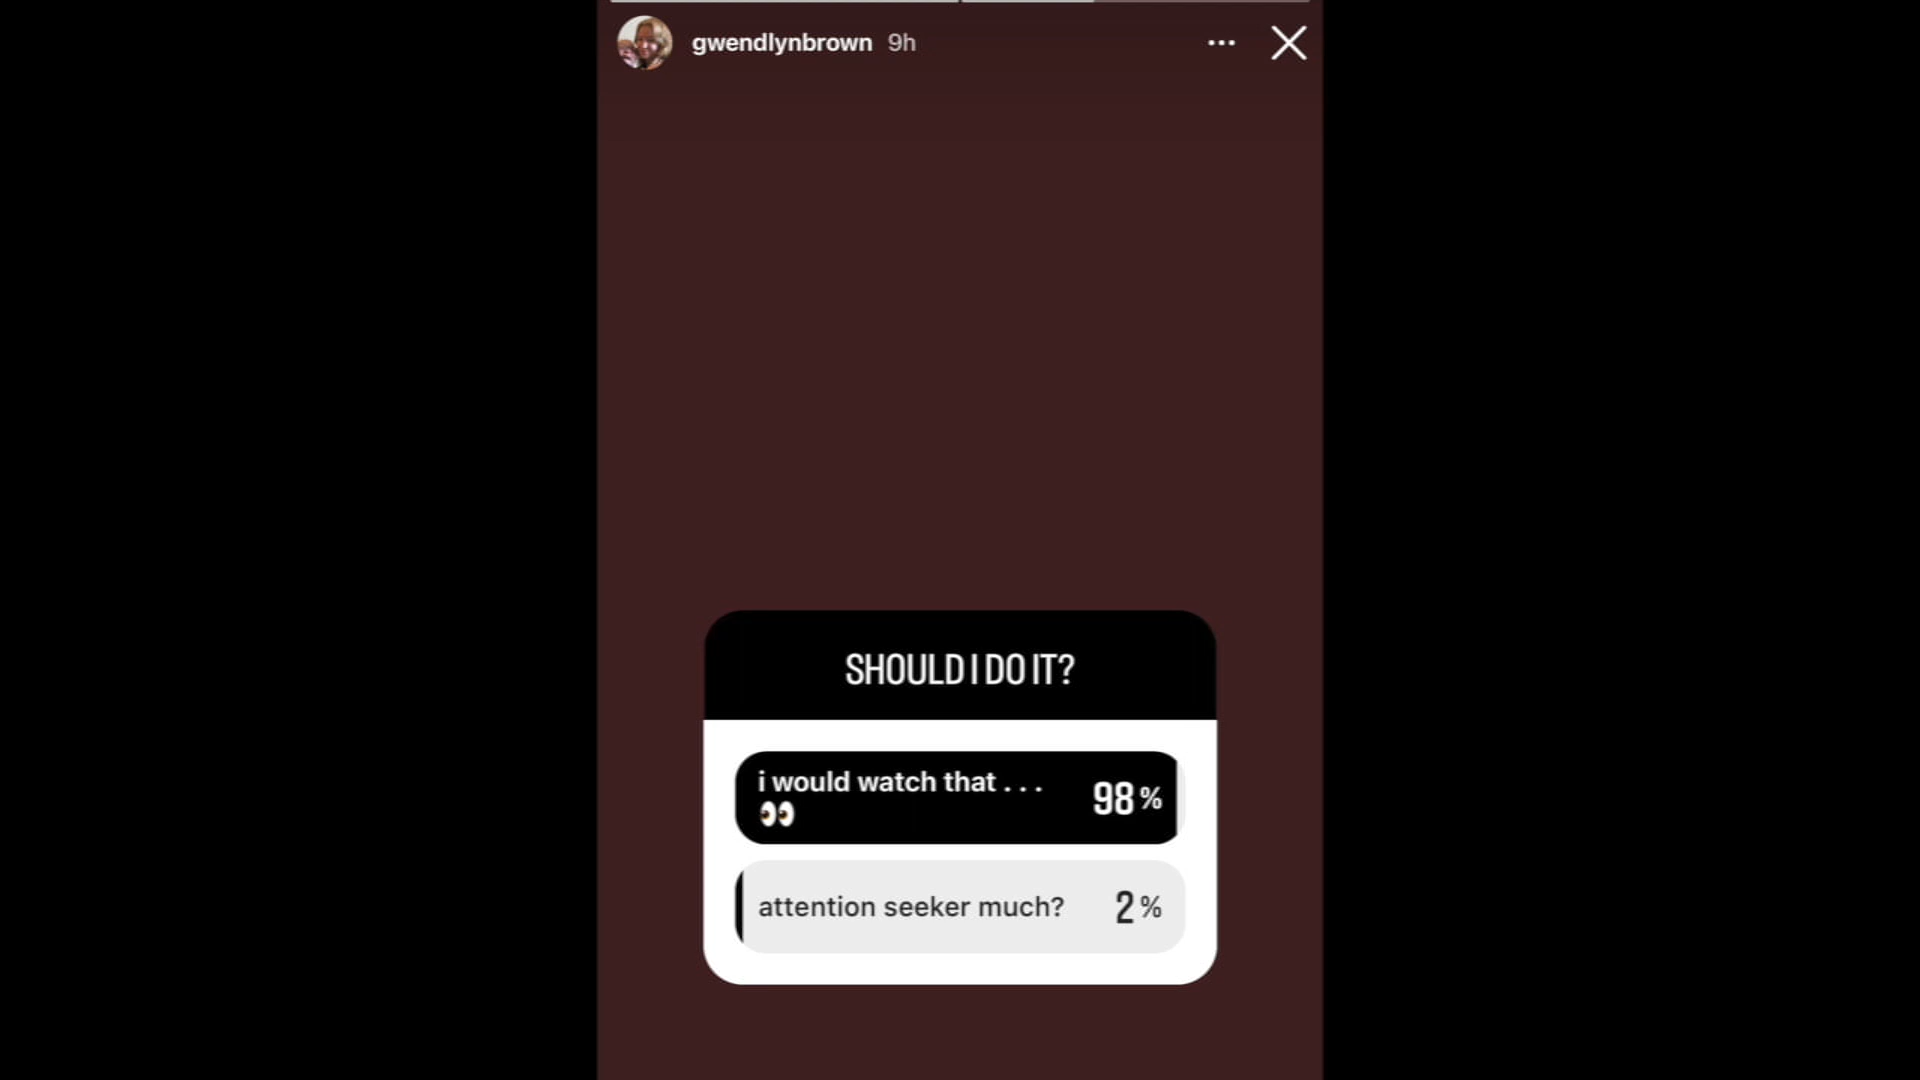 gwendlynbrown 9h
SHOULD I DO IT?
i would watch that . . .
👀 98%
attention seeker much? 2%